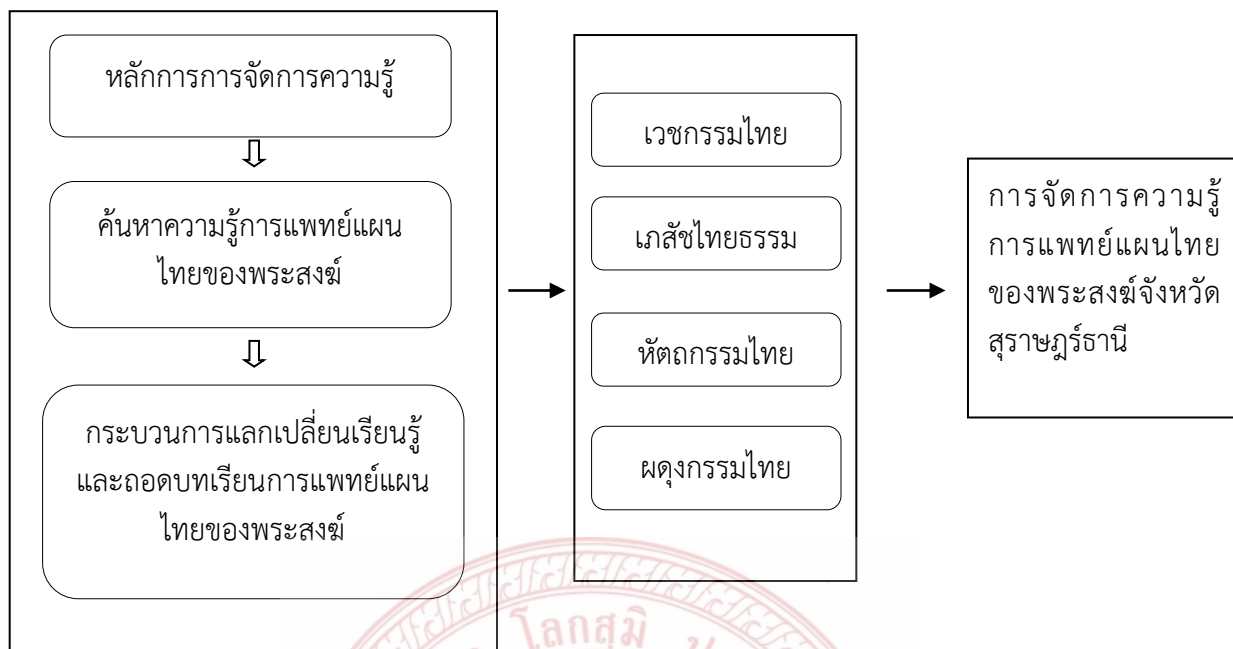 หลักการการจัดการความรู้
ค้นหาความรู้การแพทย์แผน
ไทยของพระสงฆ์
กระบวนการแลกเปลี่ยนเรียนรู้
และถอดบทเรียนการแพทย์แผน
ไทยของพระสงฆ์
เวชกรรมไทย
เภสัชไทยธรรม
หัตถกรรมไทย
ผดุงกรรมไทย
การจัดการความรู้
การแพทย์แผนไทย
ของพระสงฆ์จังหวัด
สุราษฎร์ธานี
โลกสฺมิ